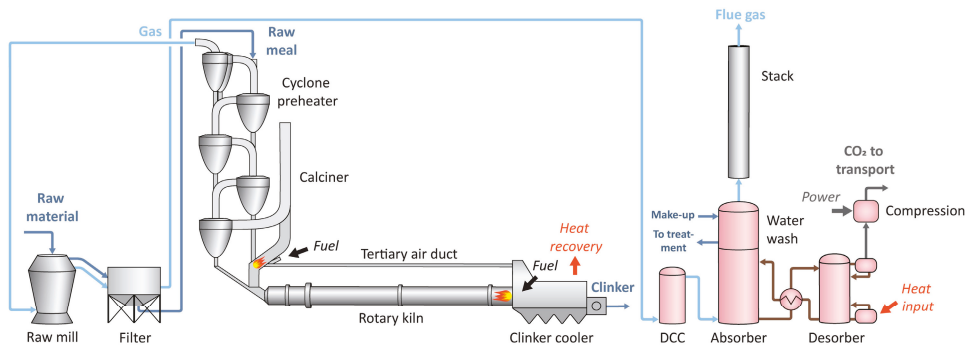 Flue gas
Gas
Raw
meal
Stack
Cyclone
preheater
Calciner
CO₂ to
transport
Power
Compression
Raw
material
Make-up
To treat-
ment
Water
wash
Heat
recovery
Fuel
Tertiary air duct
Fuel
Clinker
Heat
input
Rotary kiln
Raw mill
Filter
Clinker cooler
DCC
Absorber
Desorber